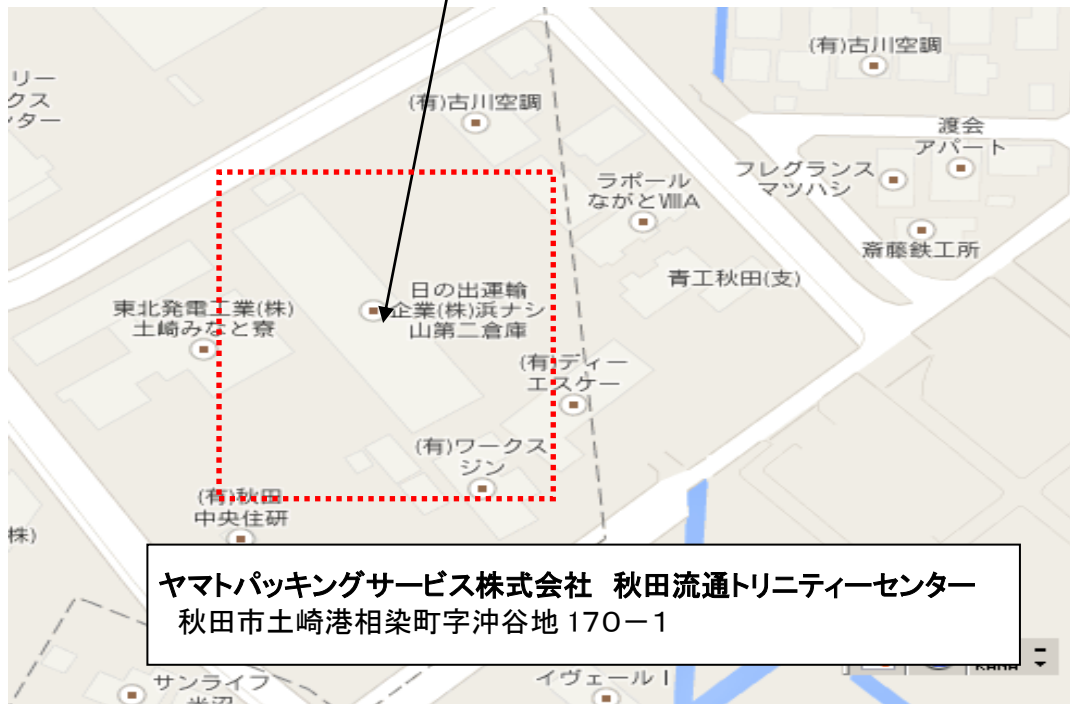 (有)古川空調
リー
クス
ター
(有)古川空調
渡会
アパート
フレグランス
マツハシ
ラポール
ながとⅧA
斎藤鉄工所
青工秋田(支)
日の出運輸
企業(株)浜ナシ
山第二倉庫
東北発電工業(株)
土崎みなと寮
(有)ディー
エスケー
(有)ワークス
ジン
(有)秋田
中央住研
株)
ヤマトパッキングサービス株式会社 秋田流通トリニティーセンター
秋田市土崎港相染町字沖谷地 170-1
サンライフ
イヴェールⅠ